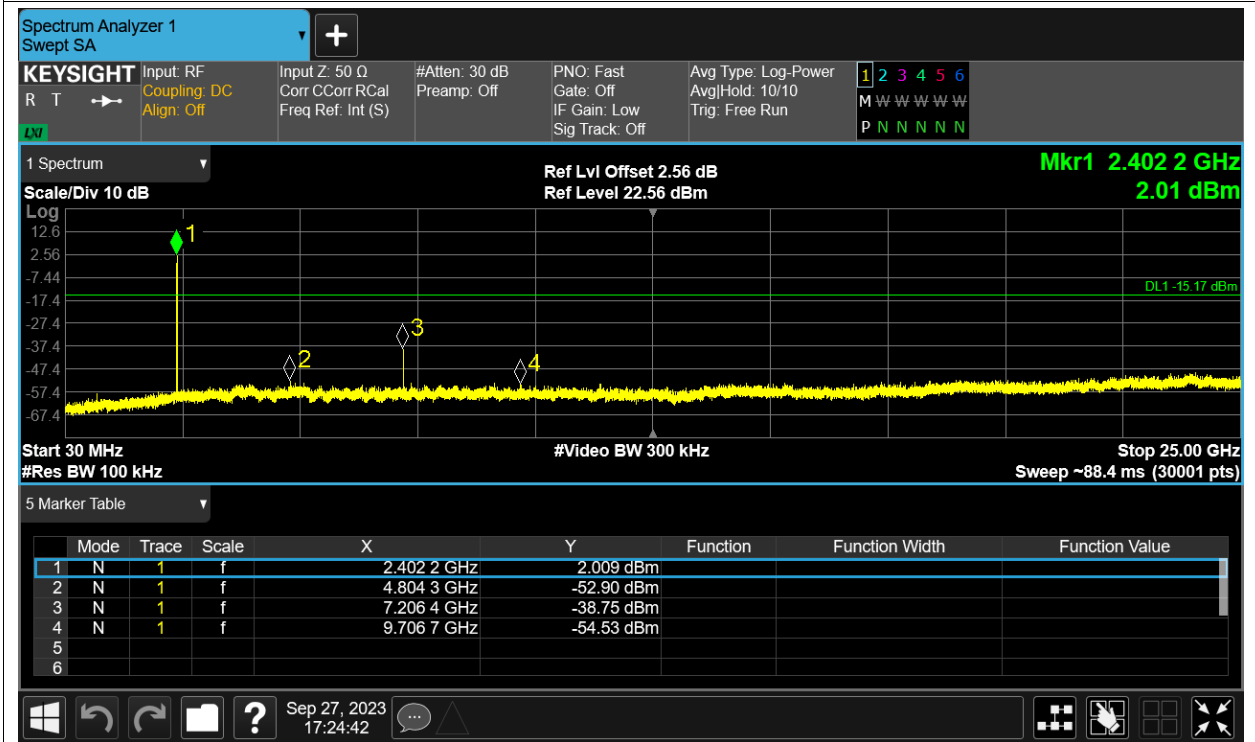 Spectrum Analyzer 1
Swept SA
+
KEYSIGHT
R T
LXI
Input: RF
Coupling: DC
Align: Off
Input Z: 50 Ω
Corr CCorr RCal
Freq Ref: Int (S)
#Atten: 30 dB
Preamp: Off
PNO: Fast
Gate: Off
IF Gain: Low
Sig Track: Off
Avg Type: Log-Power
Avg|Hold: 10/10
Trig: Free Run
1 2 3 4 5 6
M W W W W W
P N N N N N
1 Spectrum
Scale/Div 10 dB
Ref Lvl Offset 2.56 dB
Ref Level 22.56 dBm
Mkr1 2.402 2 GHz
2.01 dBm
Log
12.6
2.56
-7.44
-17.4
-27.4
-37.4
-47.4
-57.4
-67.4
1
2
3
4
DL1 -15.17 dBm
Start 30 MHz
#Video BW 300 kHz
Stop 25.00 GHz
#Res BW 100 kHz
Sweep ~88.4 ms (30001 pts)
5 Marker Table
Mode Trace Scale X Y Function Function Width Function Value
1 N 1 f 2.402 2 GHz 2.009 dBm
2 N 1 f 4.804 3 GHz -52.90 dBm
3 N 1 f 7.206 4 GHz -38.75 dBm
4 N 1 f 9.706 7 GHz -54.53 dBm
5
6
?
Sep 27, 2023
17:24:42